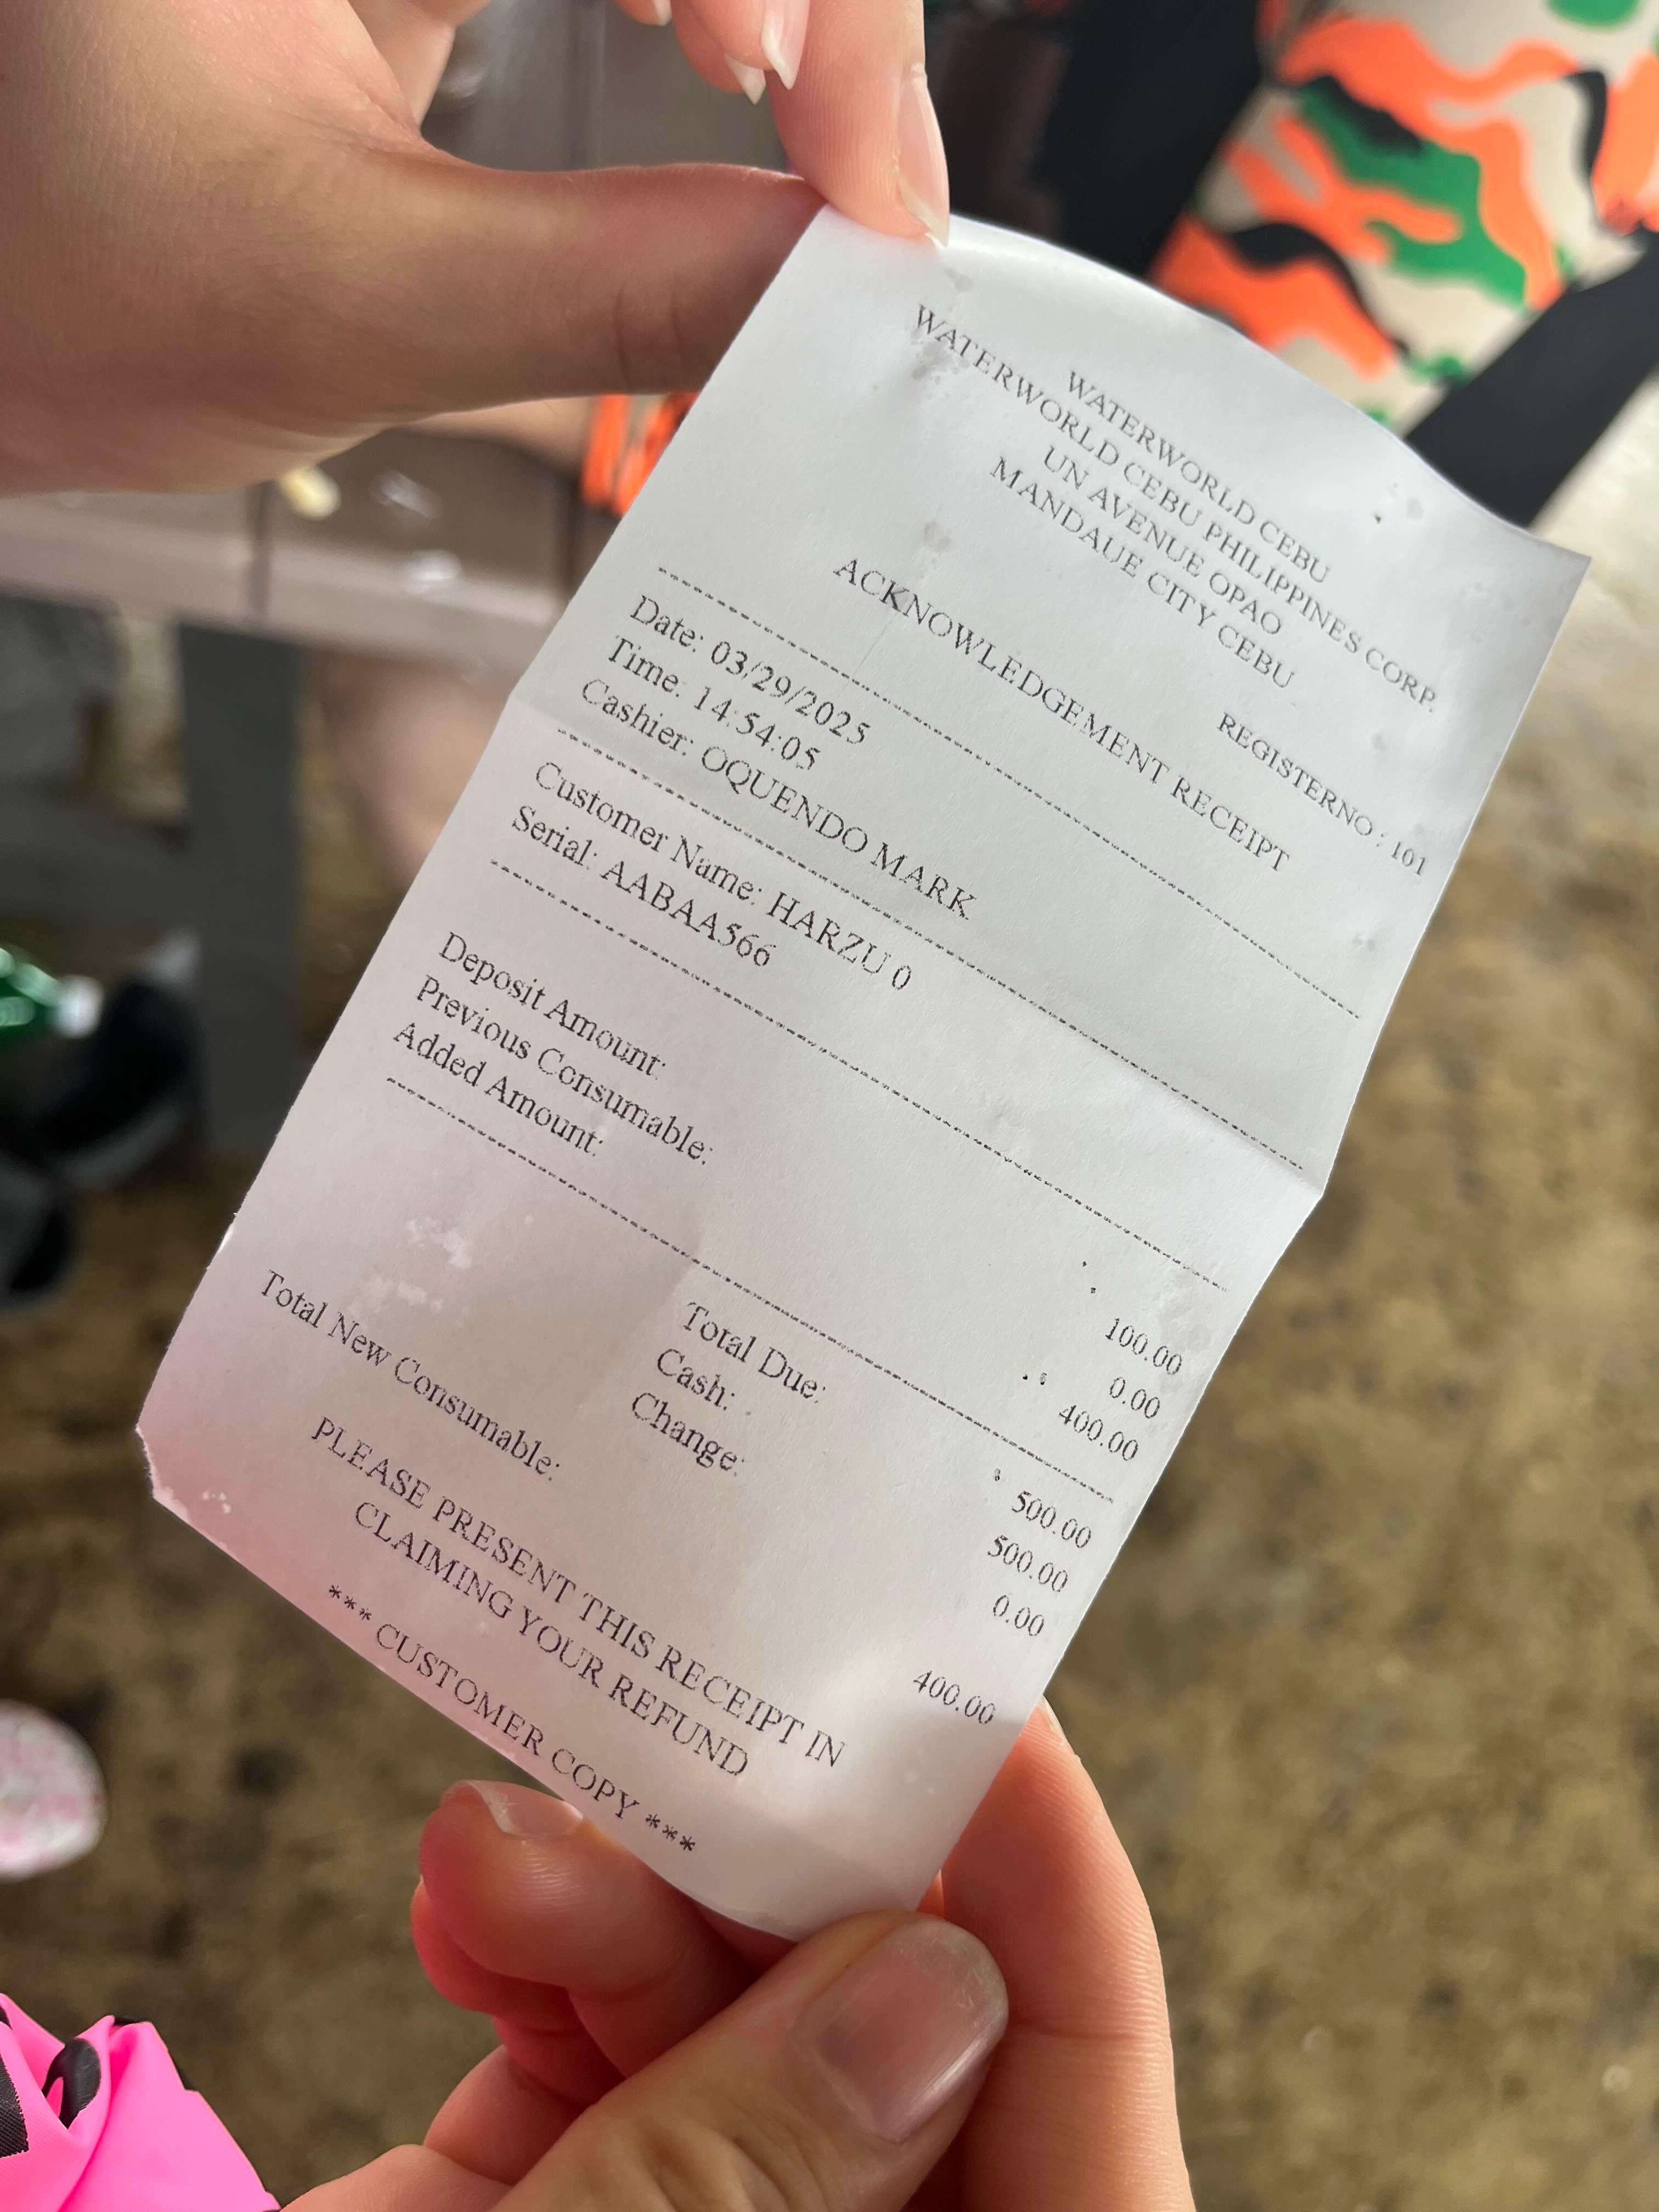 WATERWORLD CEBU
WATERWORLD CEBU PHILIPPINES CORP.
UN AVENUE OPAO
MANDAUE CITY CEBU
REGISTERNO : 101
ACKNOWLEDGEMENT RECEIPT
Date: 03/29/2025
Time: 14:54:05
Cashier: OQUENDO MARK
Customer Name: HARZU 0
Serial: AABAA566
Deposit Amount: 100.00
Previous Consumable: 0.00
Added Amount: 400.00
Total Due: 500.00
Cash: 500.00
Change: 0.00
Total New Consumable: 400.00
PLEASE PRESENT THIS RECEIPT IN
CLAIMING YOUR REFUND
*** CUSTOMER COPY ***